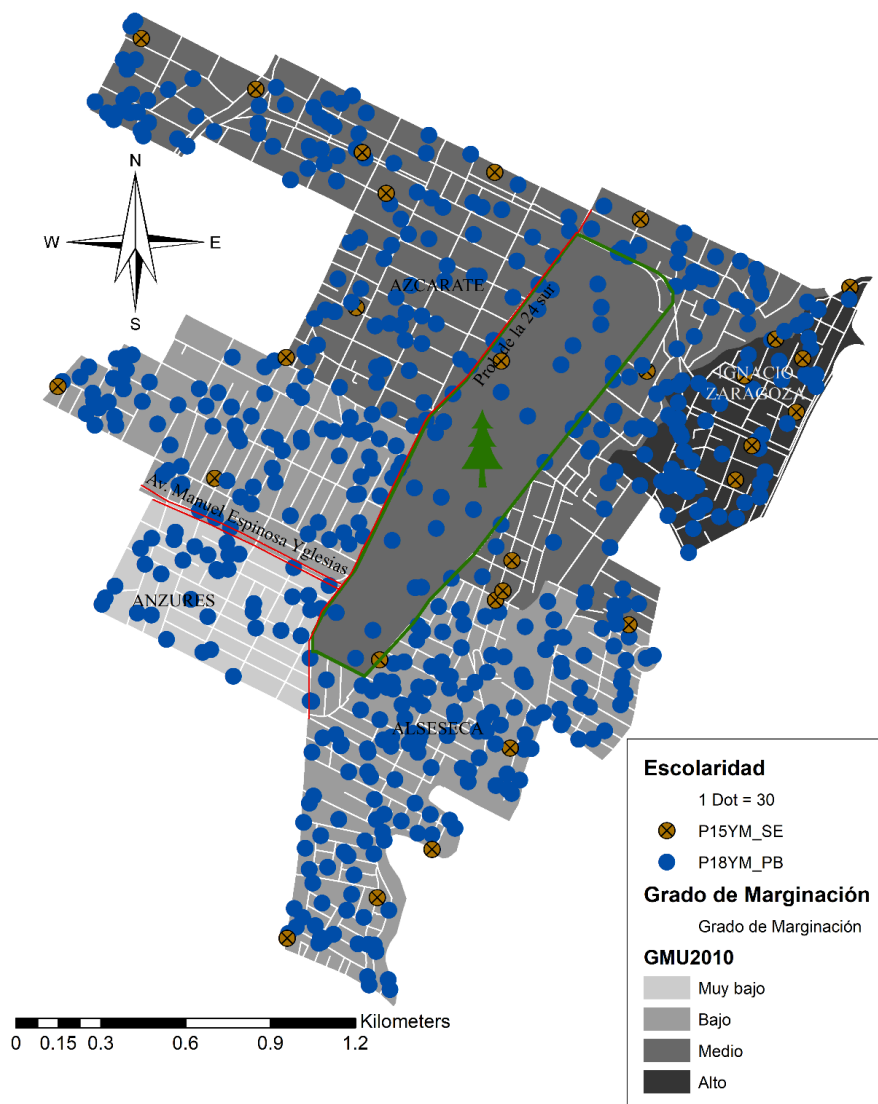 N
W E
S
AZCARATE
Prol. de la 24 sur
IGNACIO
ZARAGOZA
Av. Manuel Espinosa Yglesias
ANZURES
ALSESECA
Escolaridad
1 Dot = 30
P15YM_SE
P18YM_PB
Grado de Marginación
Grado de Marginación
GMU2010
Muy bajo
Bajo
Medio
Alto
Kilometers
0 0.15 0.3 0.6 0.9 1.2